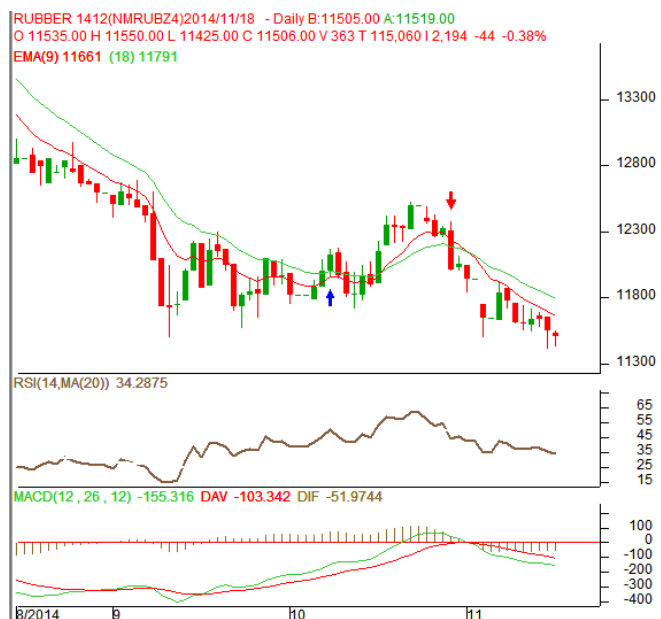 RUBBER 1412(NMRUBZ4)2014/11/18 - Daily B:11505.00 A:11519.00
O 11535.00 H 11550.00 L 11425.00 C 11506.00 V 363 T 115,060 I 2,194 -44 -0.38%
EMA(9) 11661 (18) 11791
13300
12800
12300
11800
11300
RSI(14,MA(20)) 34.2875
65
55
45
35
25
15
MACD(12 , 26 , 12) -155.316 DAV -103.342 DIF -51.9744
100
0
-100
-200
-300
-400
8/2014 9 10 11